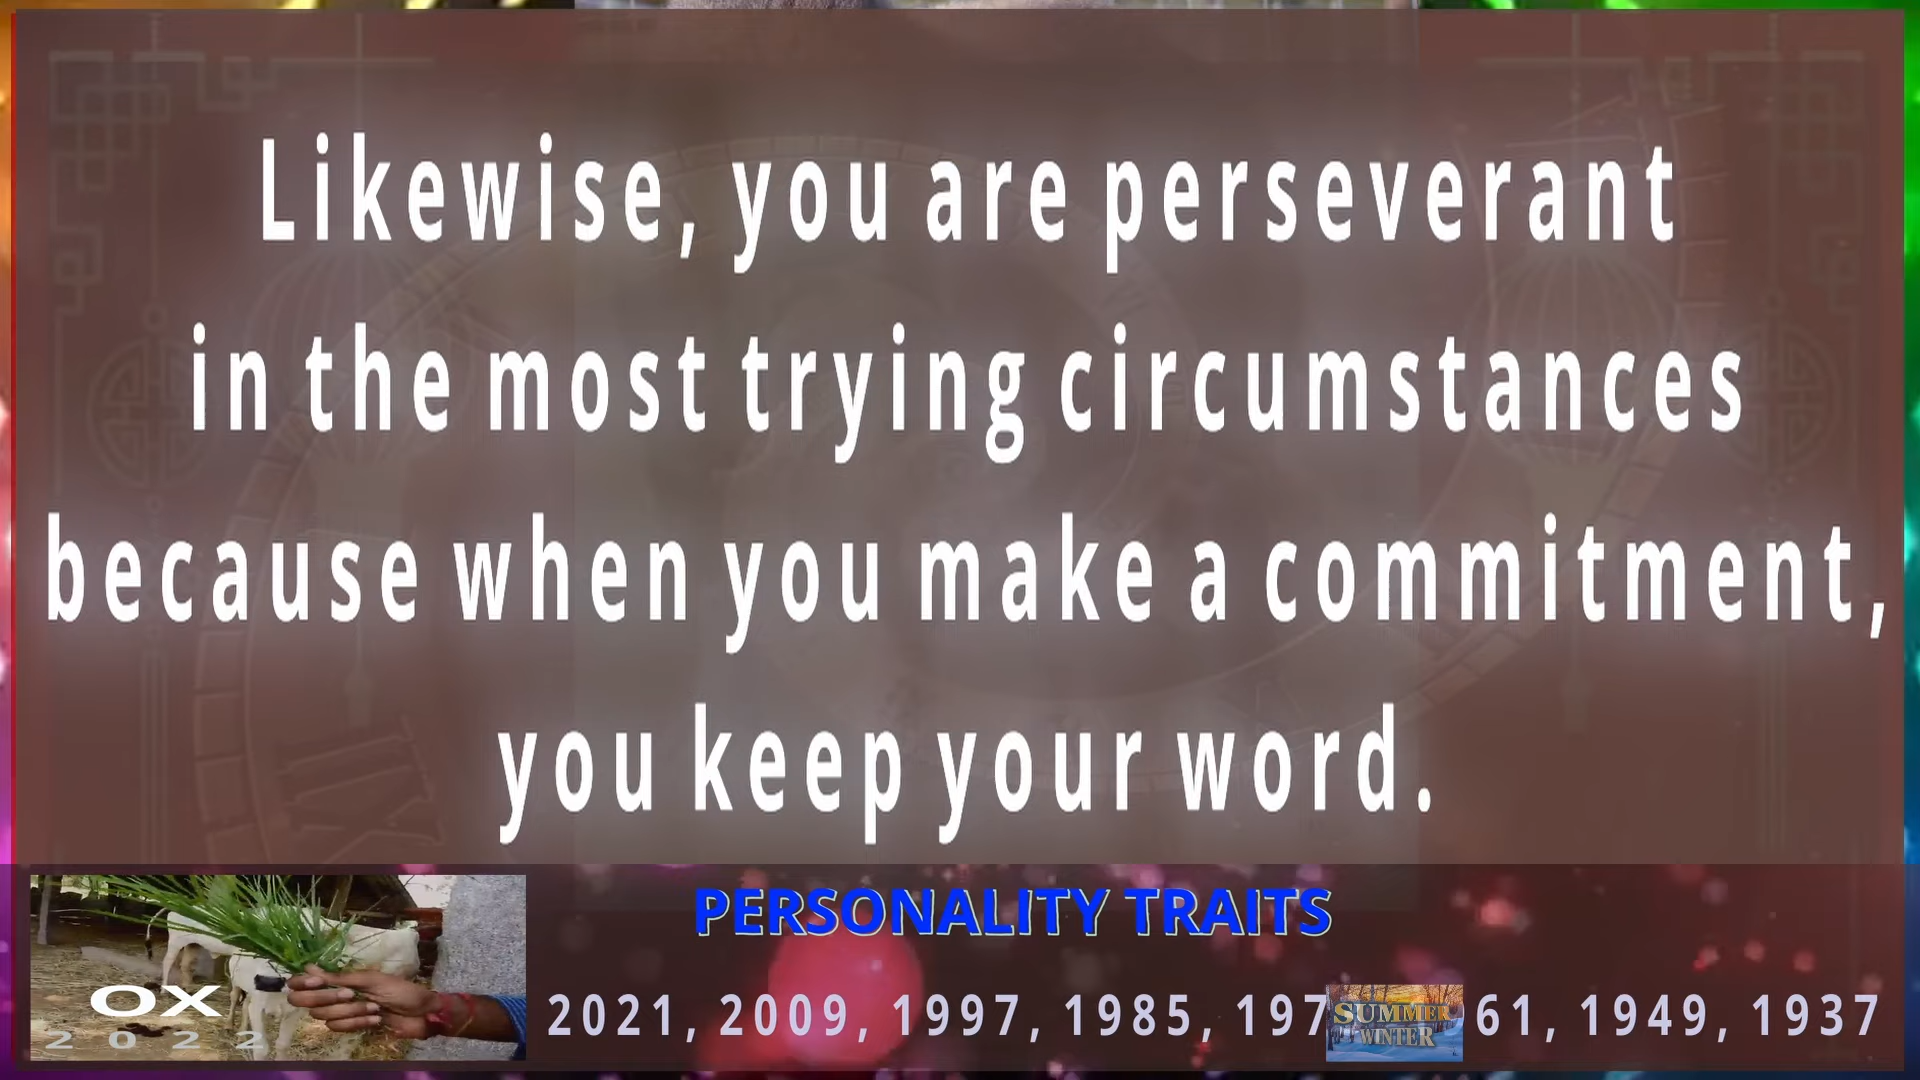 Likewise, you are perseverant
in the most trying circumstances
because when you make a commitment,
you keep your word.
PERSONALITY TRAITS
OX
2022
2021, 2009, 1997, 1985, 197
SUMMER
WINTER
61, 1949, 1937